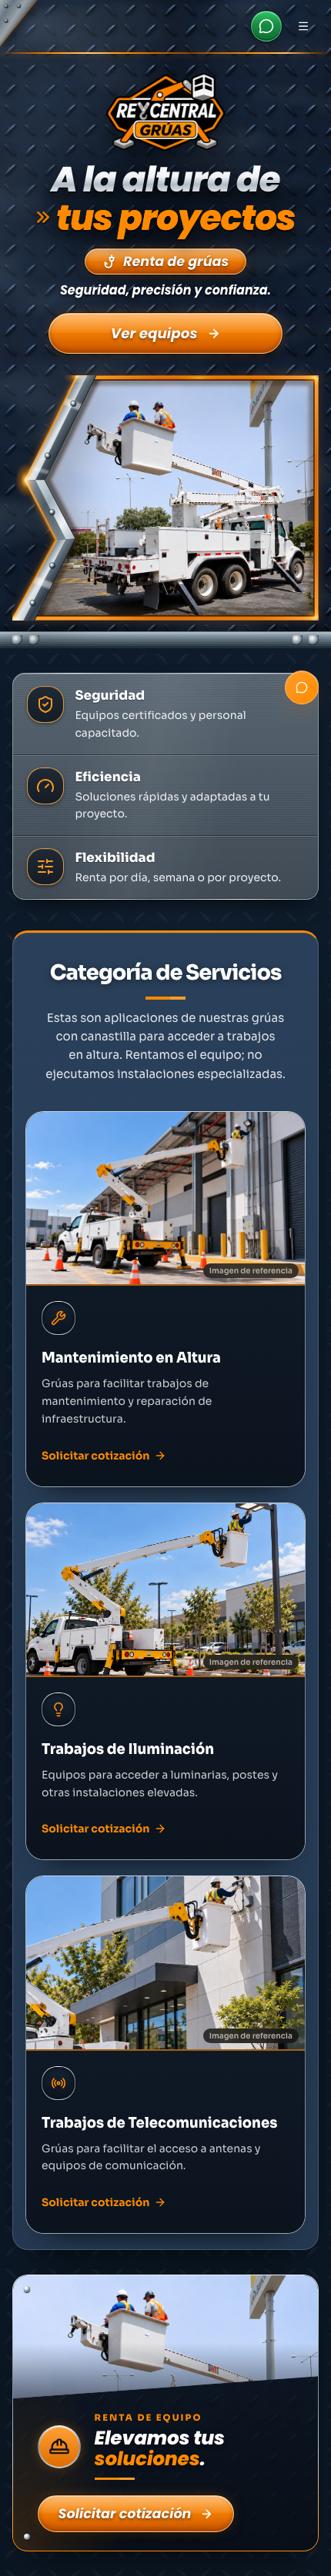 REYCENTRAL
GRÚAS
A la altura de
tus proyectos
Renta de grúas
Seguridad, precisión y confianza.
Ver equipos
Seguridad
Equipos certificados y personal
capacitado.
Eficiencia
Soluciones rápidas y adaptadas a tu
proyecto.
Flexibilidad
Renta por día, semana o por proyecto.
Categoría de Servicios
Estas son aplicaciones de nuestras grúas
con canastilla para acceder a trabajos
en altura. Rentamos el equipo; no
ejecutamos instalaciones especializadas.
Imagen de referencia
Mantenimiento en Altura
Grúas para facilitar trabajos de
mantenimiento y reparación de
infraestructura.
Solicitar cotización
Imagen de referencia
Trabajos de Iluminación
Equipos para acceder a luminarias, postes y
otras instalaciones elevadas.
Solicitar cotización
Imagen de referencia
Trabajos de Telecomunicaciones
Grúas para facilitar el acceso a antenas y
equipos de comunicación.
Solicitar cotización
RENTA DE EQUIPO
Elevamos tus
soluciones.
Solicitar cotización